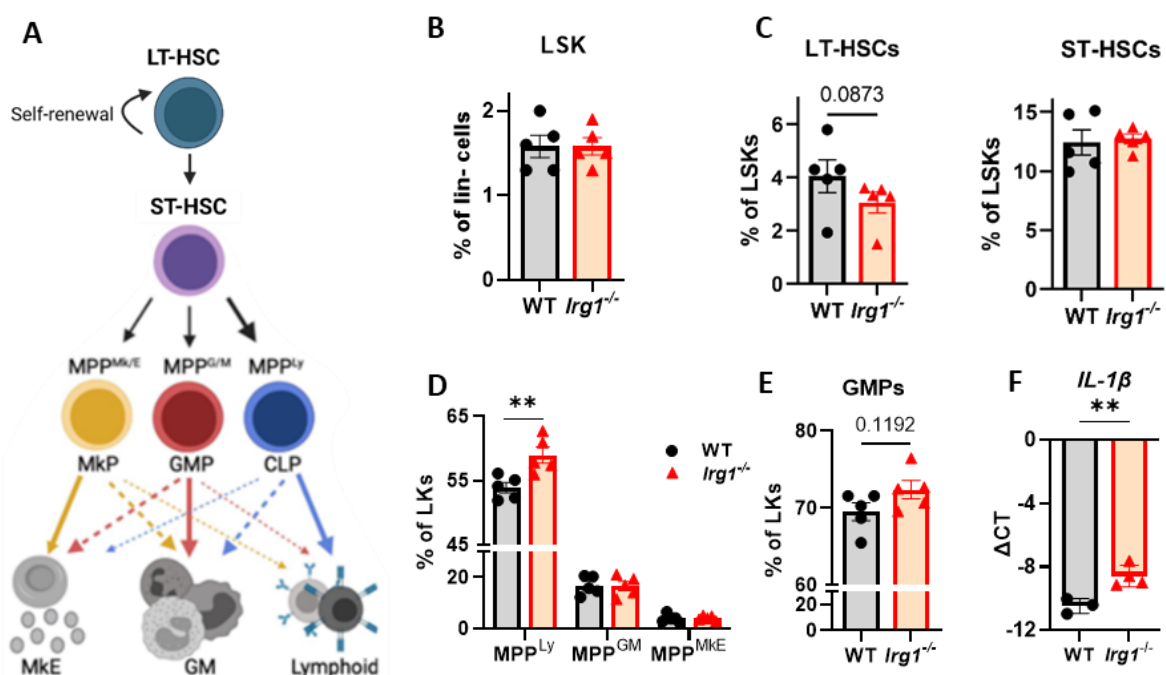 A
LT-HSC
Self-renewal
ST-HSC
MPP^Mk/E MPP^G/M MPP^Ly
MkP GMP CLP
MkE GM Lymphoid
B
LSK
% of lin- cells
2
1
0
WT Irg1^-/-
C
LT-HSCs
0.0873
% of LSKs
6
4
2
0
WT Irg1^-/-
ST-HSCs
% of LSKs
15
10
5
0
WT Irg1^-/-
D
**
% of LKs
65
55
45
20
0
MPP^Ly MPP^GM MPP^MkE
WT
Irg1^-/-
E
GMPs
0.1192
% of LKs
80
70
60
20
0
WT Irg1^-/-
F
IL-1β
**
ΔCT
0
-4
-8
-12
WT Irg1^-/-